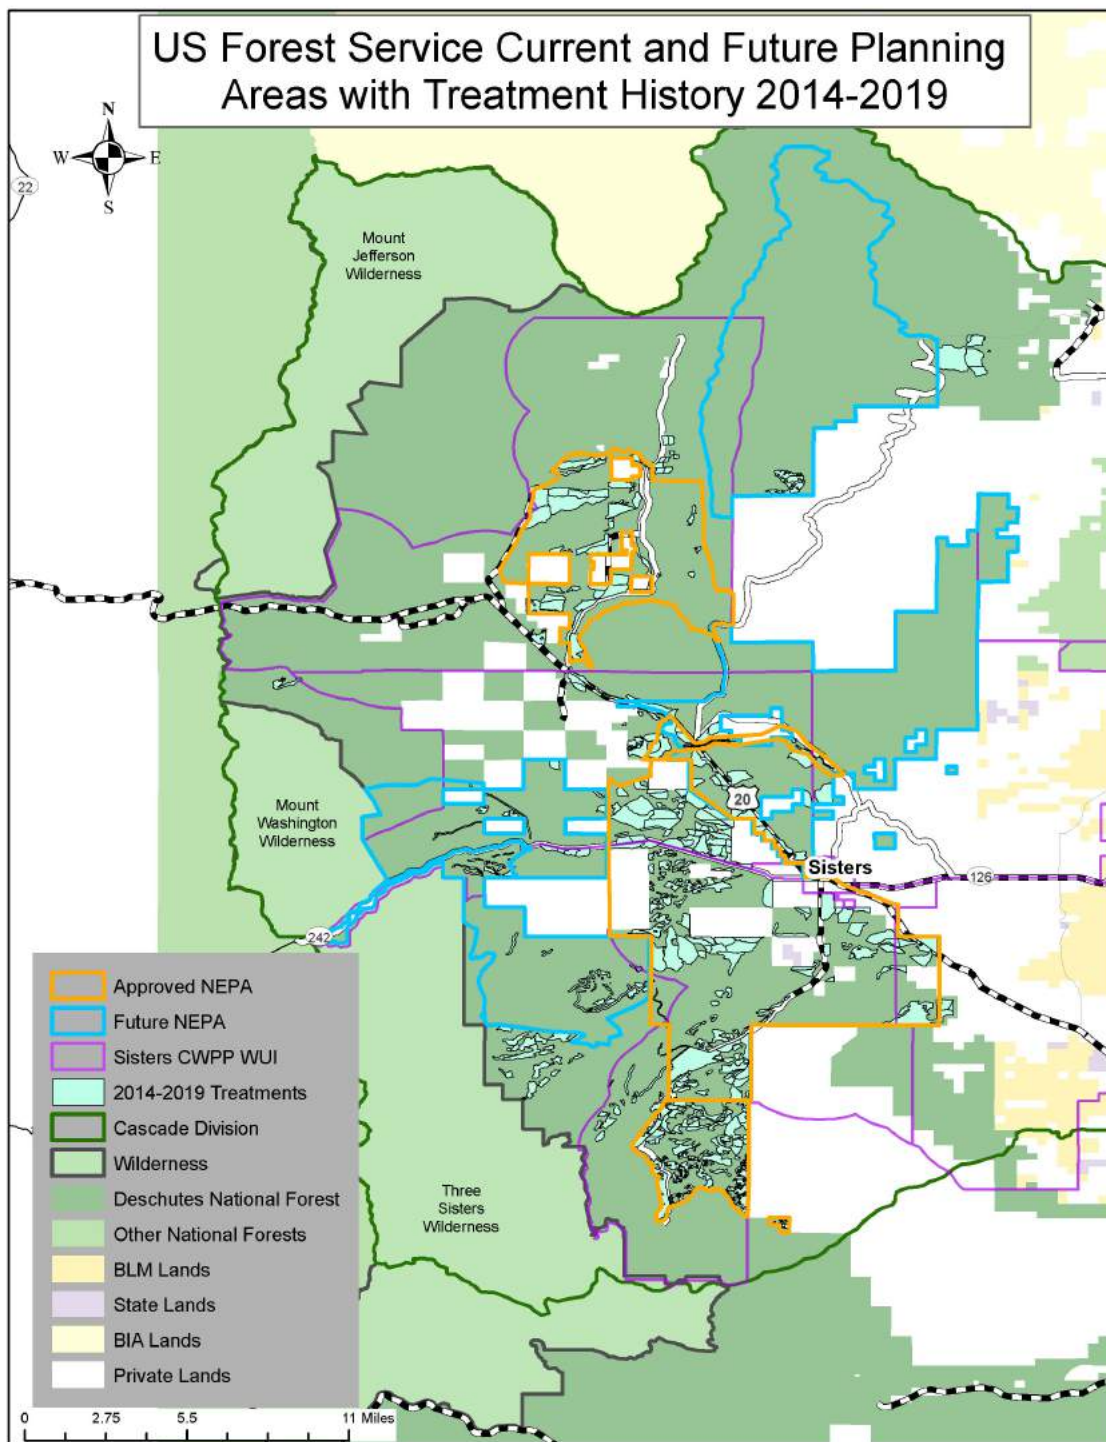 US Forest Service Current and Future Planning
Areas with Treatment History 2014-2019
N
W
E
S
22
Mount
Jefferson
Wilderness
Mount
Washington
Wilderness
20
Sisters
126
242
Three
Sisters
Wilderness
Approved NEPA
Future NEPA
Sisters CWPP WUI
2014-2019 Treatments
Cascade Division
Wilderness
Deschutes National Forest
Other National Forests
BLM Lands
State Lands
BIA Lands
Private Lands
0 2.75 5.5 11 Miles